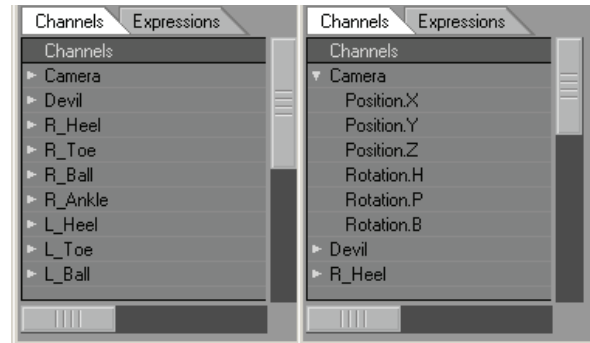 Channels Expressions
Channels
Camera
Devil
R_Heel
R_Toe
R_Ball
R_Ankle
L_Heel
L_Toe
L_Ball
Channels Expressions
Channels
Camera
Position.X
Position.Y
Position.Z
Rotation.H
Rotation.P
Rotation.B
Devil
R_Heel